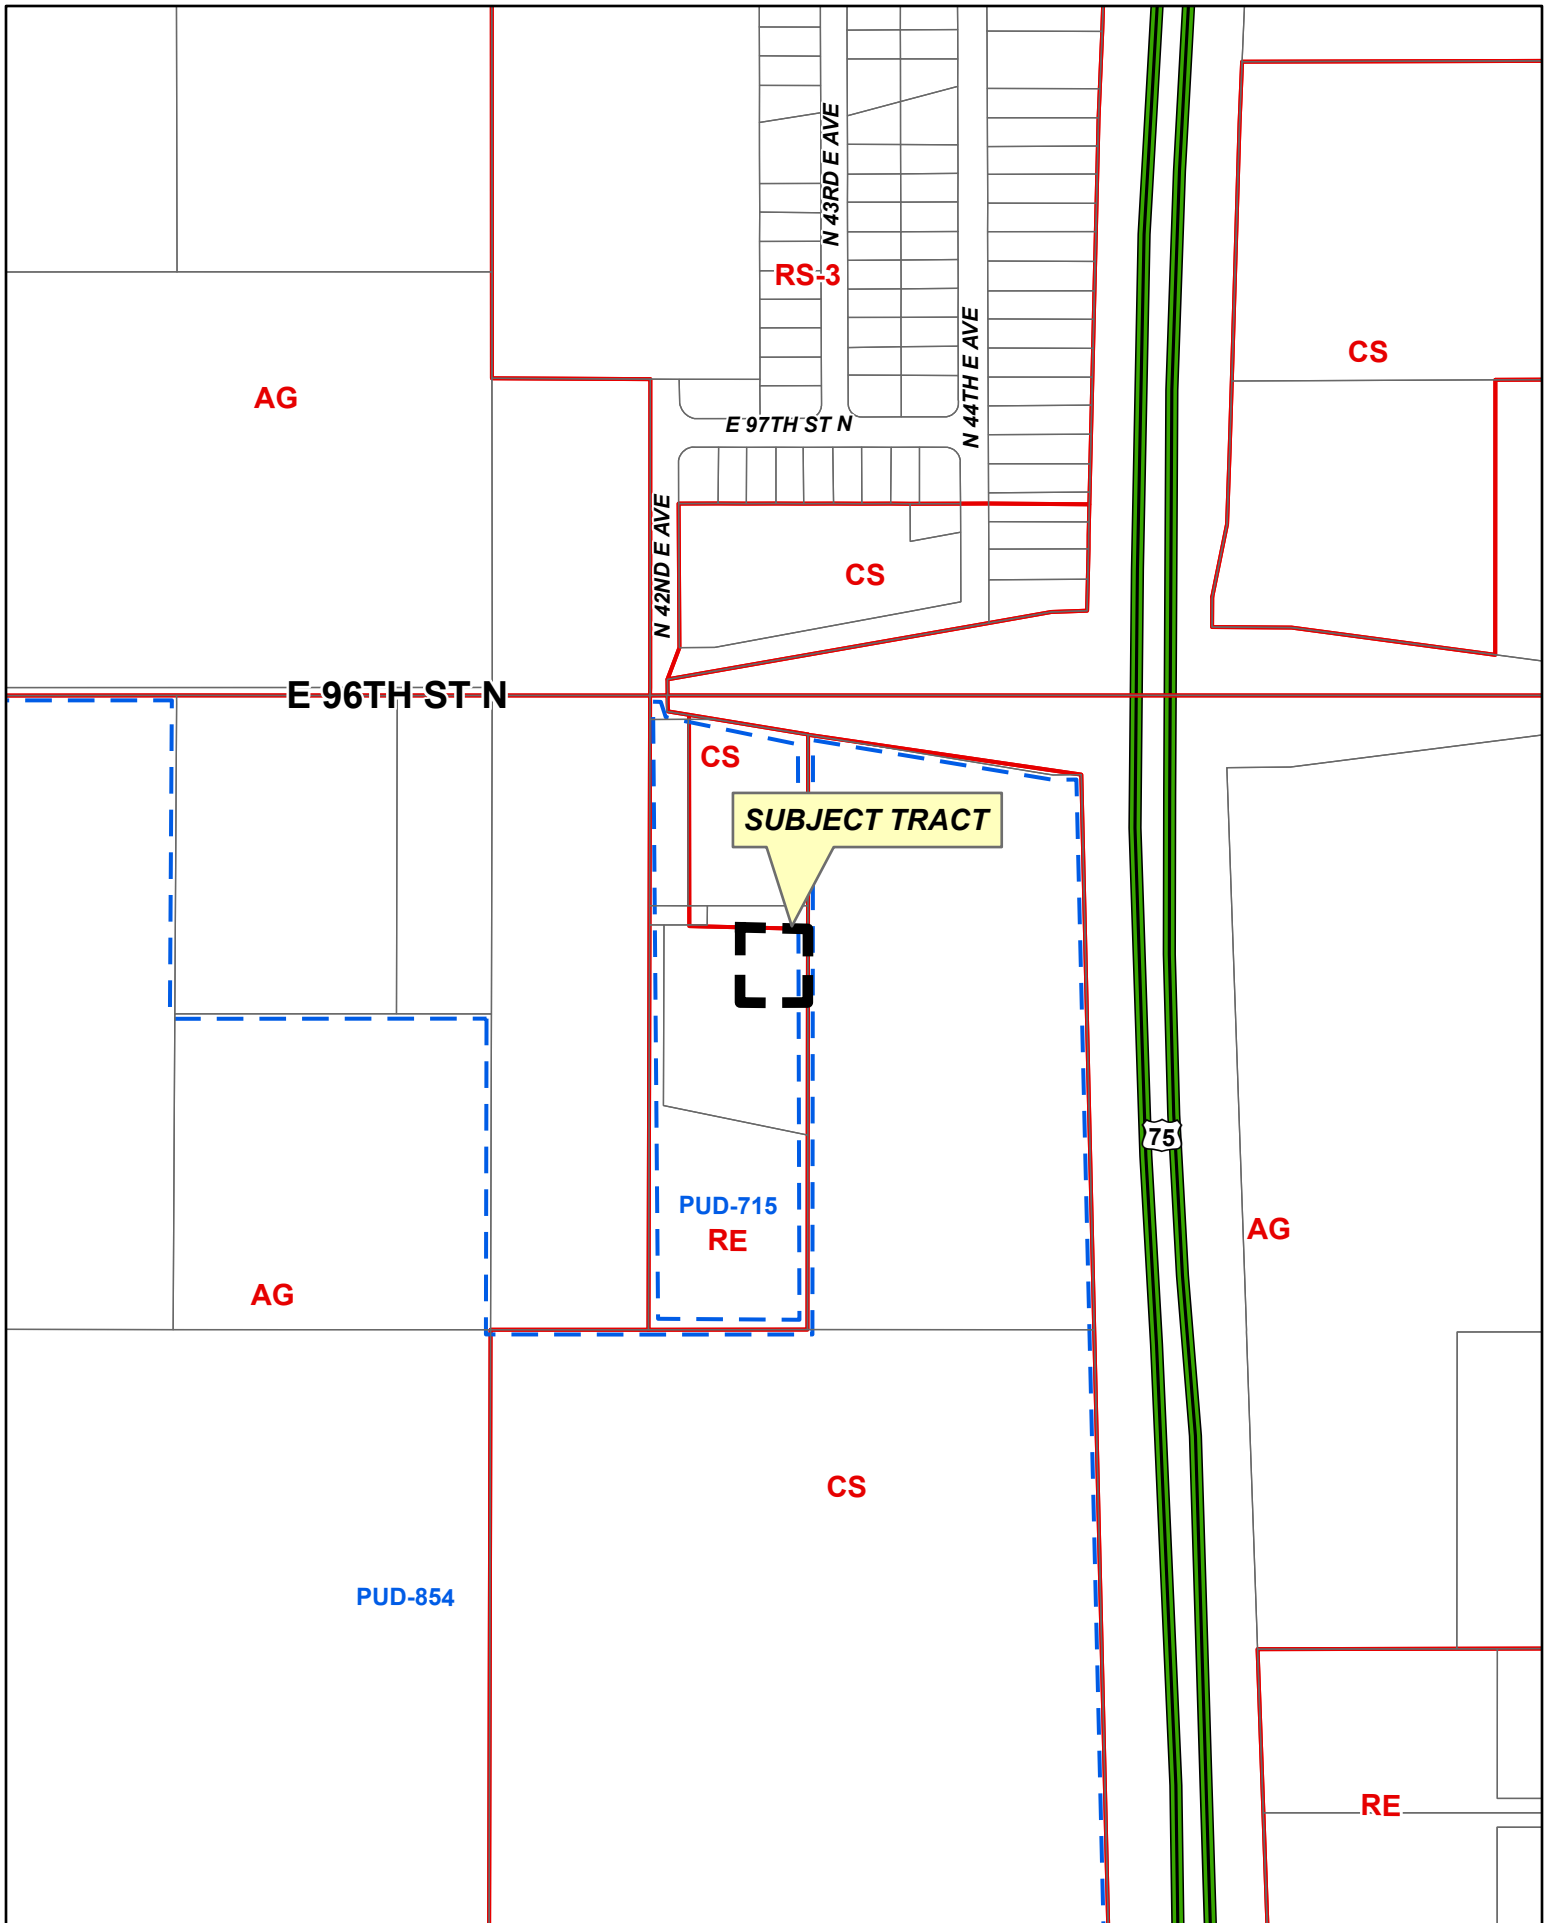 N 43RD E AVE
RS-3
N 44TH E AVE
CS
AG
E 97TH ST N
N 42ND E AVE
CS
E 96TH ST N
CS
SUBJECT TRACT
75
PUD-715
RE
AG
AG
CS
PUD-854
RE